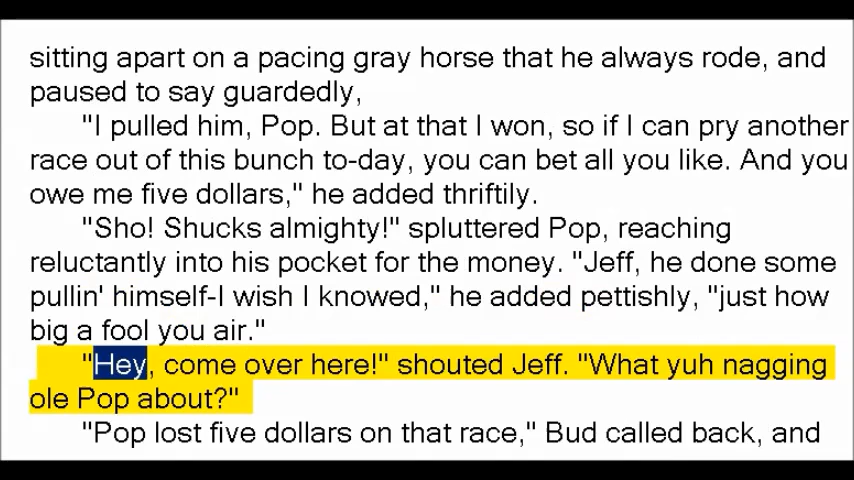 sitting apart on a pacing gray horse that he always rode, and
paused to say guardedly,
"I pulled him, Pop. But at that I won, so if I can pry another
race out of this bunch to-day, you can bet all you like. And you
owe me five dollars," he added thriftily.
"Sho! Shucks almighty!" spluttered Pop, reaching
reluctantly into his pocket for the money. "Jeff, he done some
pullin' himself-I wish I knowed," he added pettishly, "just how
big a fool you air."
"Hey, come over here!" shouted Jeff. "What yuh nagging
ole Pop about?"
"Pop lost five dollars on that race," Bud called back, and